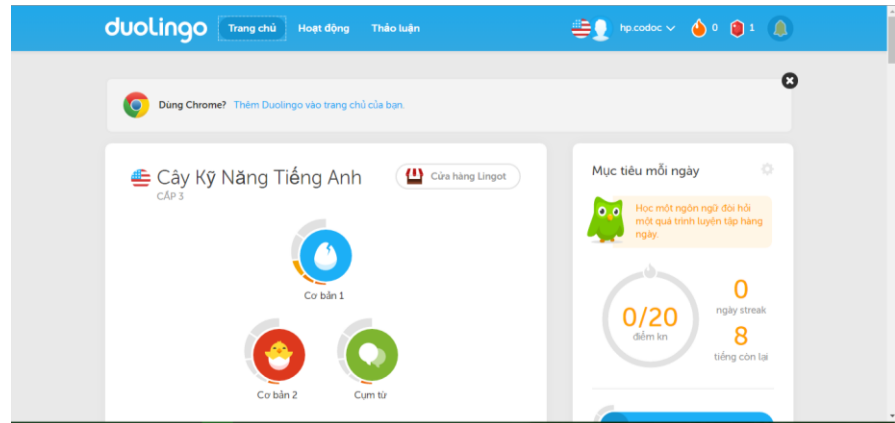 duolingo
Trang chủ
Hoạt động
Thảo luận
hp.codoc
0
1
Dùng Chrome? Thêm Duolingo vào trang chủ của bạn.
Cây Kỹ Năng Tiếng Anh
CẤP 3
Cửa hàng Lingot
Cơ bản 1
Cơ bản 2
Cụm từ
Mục tiêu mỗi ngày
Học một ngôn ngữ đòi hỏi
một quá trình luyện tập hàng
ngày.
0/20
điểm kn
0
ngày streak
8
tiếng còn lại